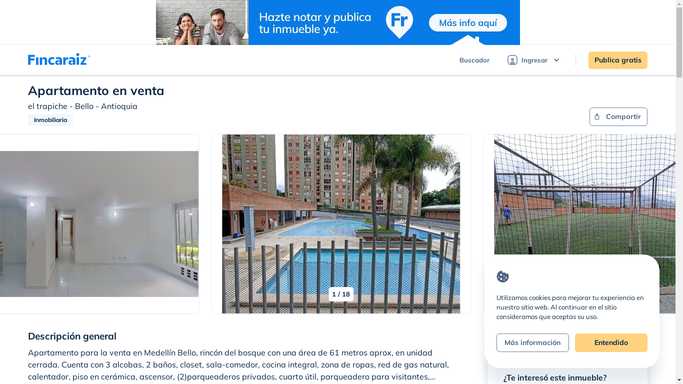 Hazte notar y publica
tu inmueble ya.
Fr
Más info aquí
Fincaraiz
Buscador
Ingresar
Publica gratis
Apartamento en venta
el trapiche - Bello - Antioquia
Inmobiliaria
Compartir
1 / 18
Utilizamos cookies para mejorar tu experiencia en
nuestro sitio web. Al continuar en el sitio
consideramos que aceptas su uso.
Más información
Entendido
Descripción general
Apartamento para la venta en Medellín Bello, rincón del bosque con una área de 61 metros aprox, en unidad
cerrada. Cuenta con 3 alcobas, 2 baños, closet, sala-comedor, cocina integral, zona de ropas, red de gas natural,
calentador, piso en cerámica, ascensor, (2)parqueaderos privados, cuarto útil, parqueadero para visitantes,...
¿Te interesó este inmueble?